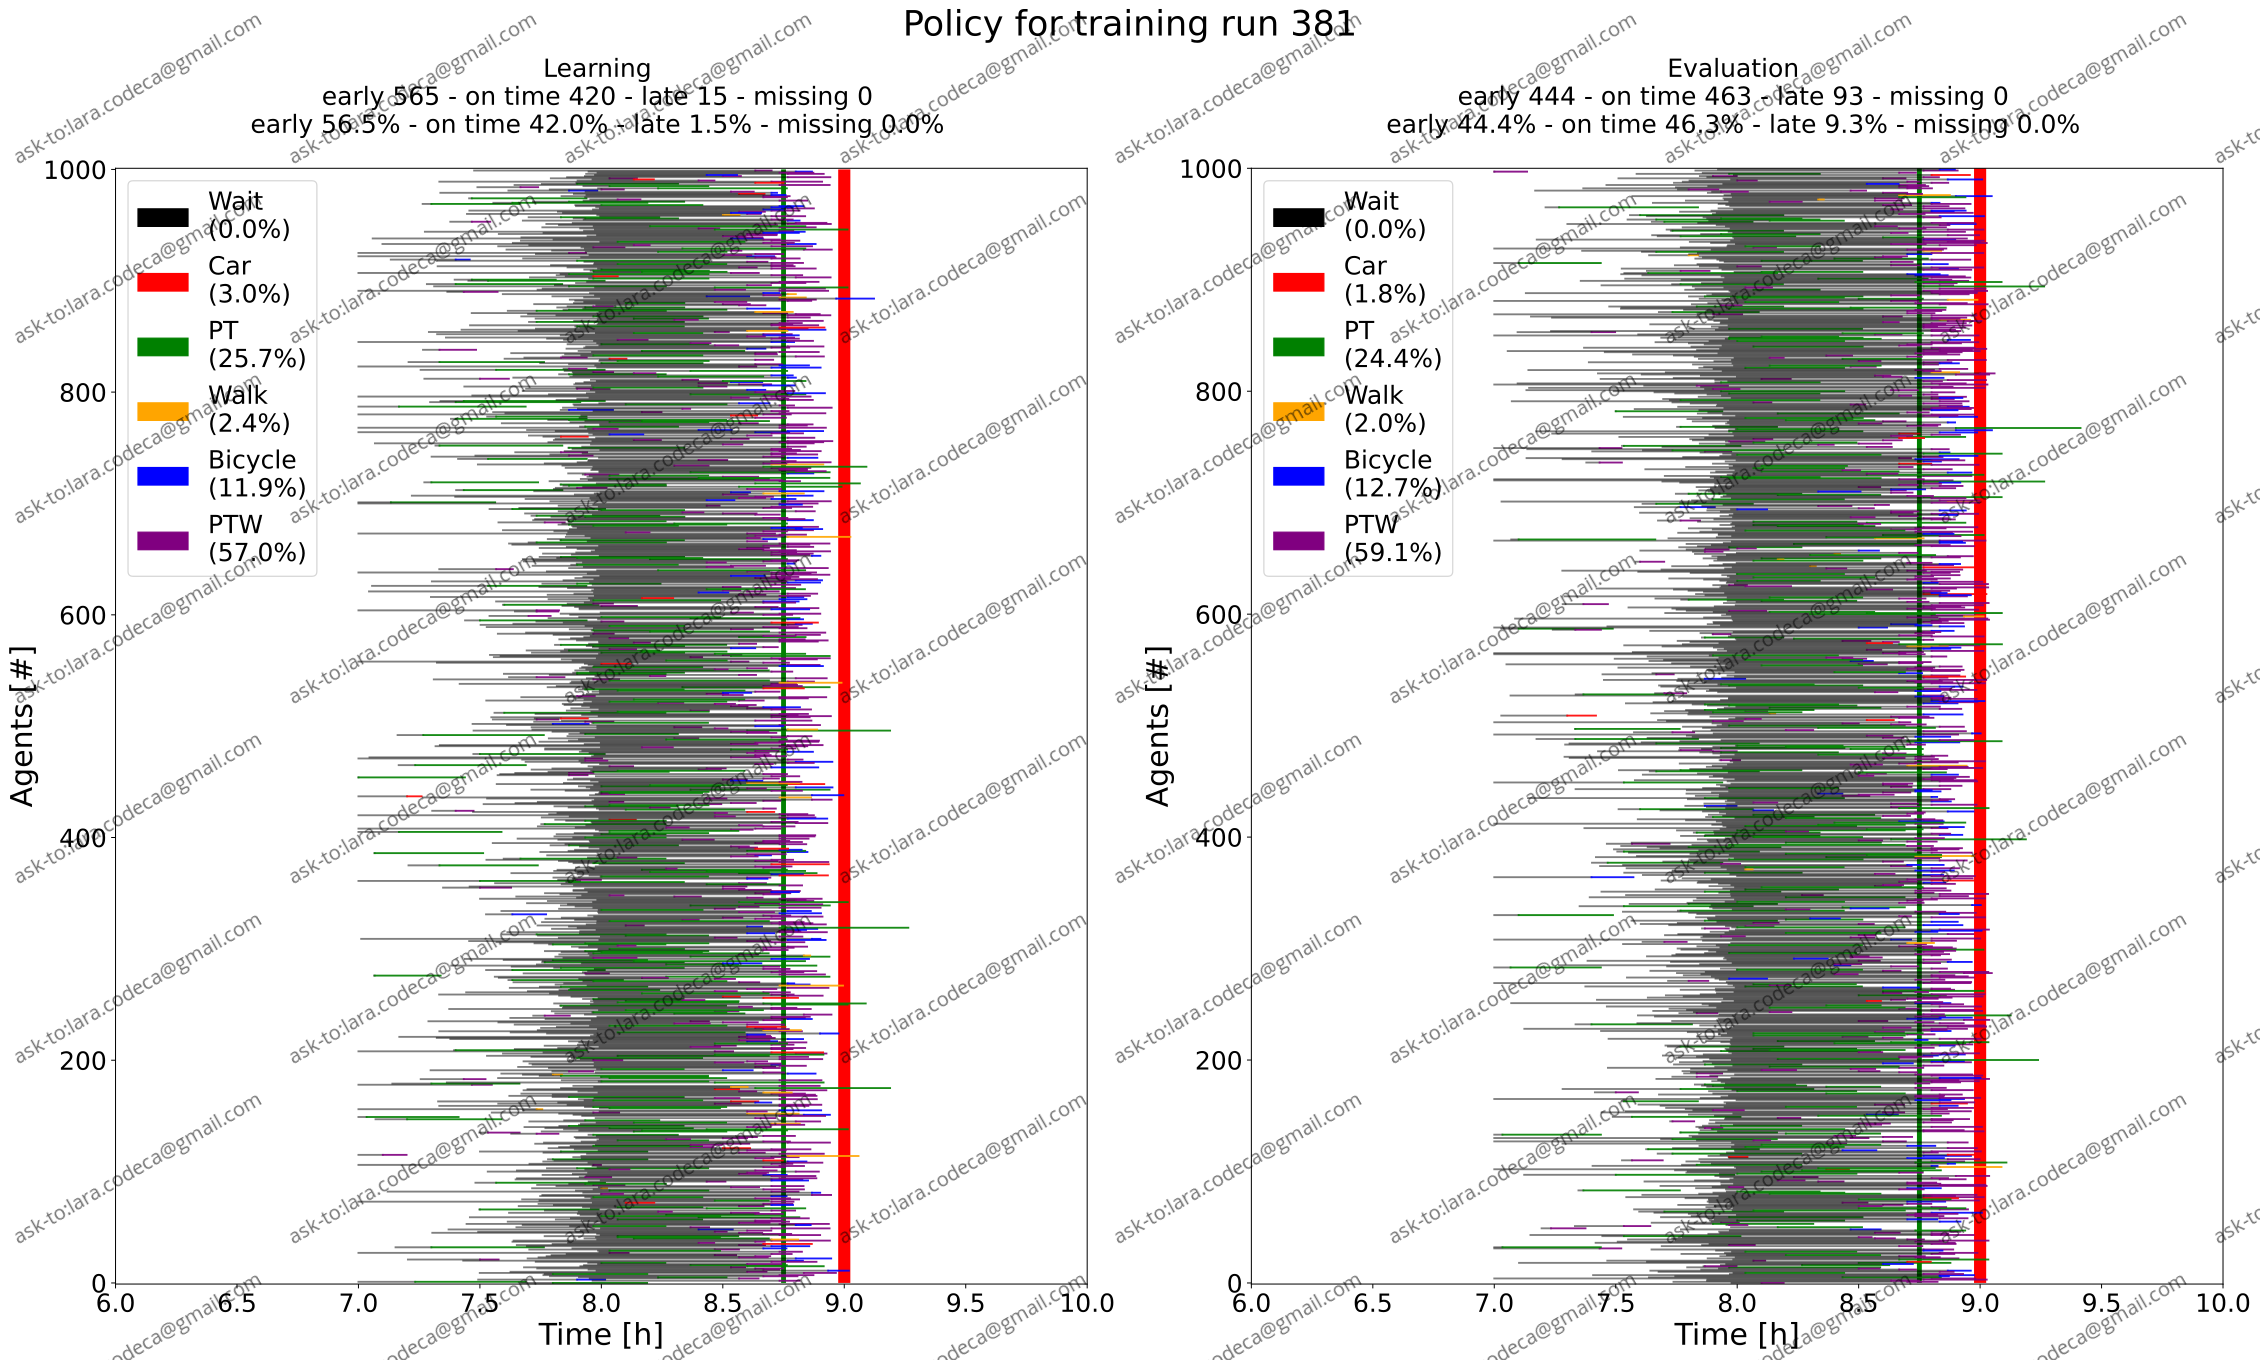 Policy for training run 381
Learning
early 565 - on time 420 - late 15 - missing 0
early 56.5% - on time 42.0% - late 1.5% - missing 0.0%
Wait
(0.0%)
Car
(3.0%)
PT
(25.7%)
Walk
(2.4%)
Bicycle
(11.9%)
PTW
(57.0%)
1000
800
600
400
200
0
Agents [#]
6.0 6.5 7.0 7.5 8.0 8.5 9.0 9.5 10.0
Time [h]
Evaluation
early 444 - on time 463 - late 93 - missing 0
early 44.4% - on time 46.3% - late 9.3% - missing 0.0%
Wait
(0.0%)
Car
(1.8%)
PT
(24.4%)
Walk
(2.0%)
Bicycle
(12.7%)
PTW
(59.1%)
1000
800
600
400
200
0
Agents [#]
6.0 6.5 7.0 7.5 8.0 8.5 9.0 9.5 10.0
Time [h]
ask-to:lara.codeca@gmail.com